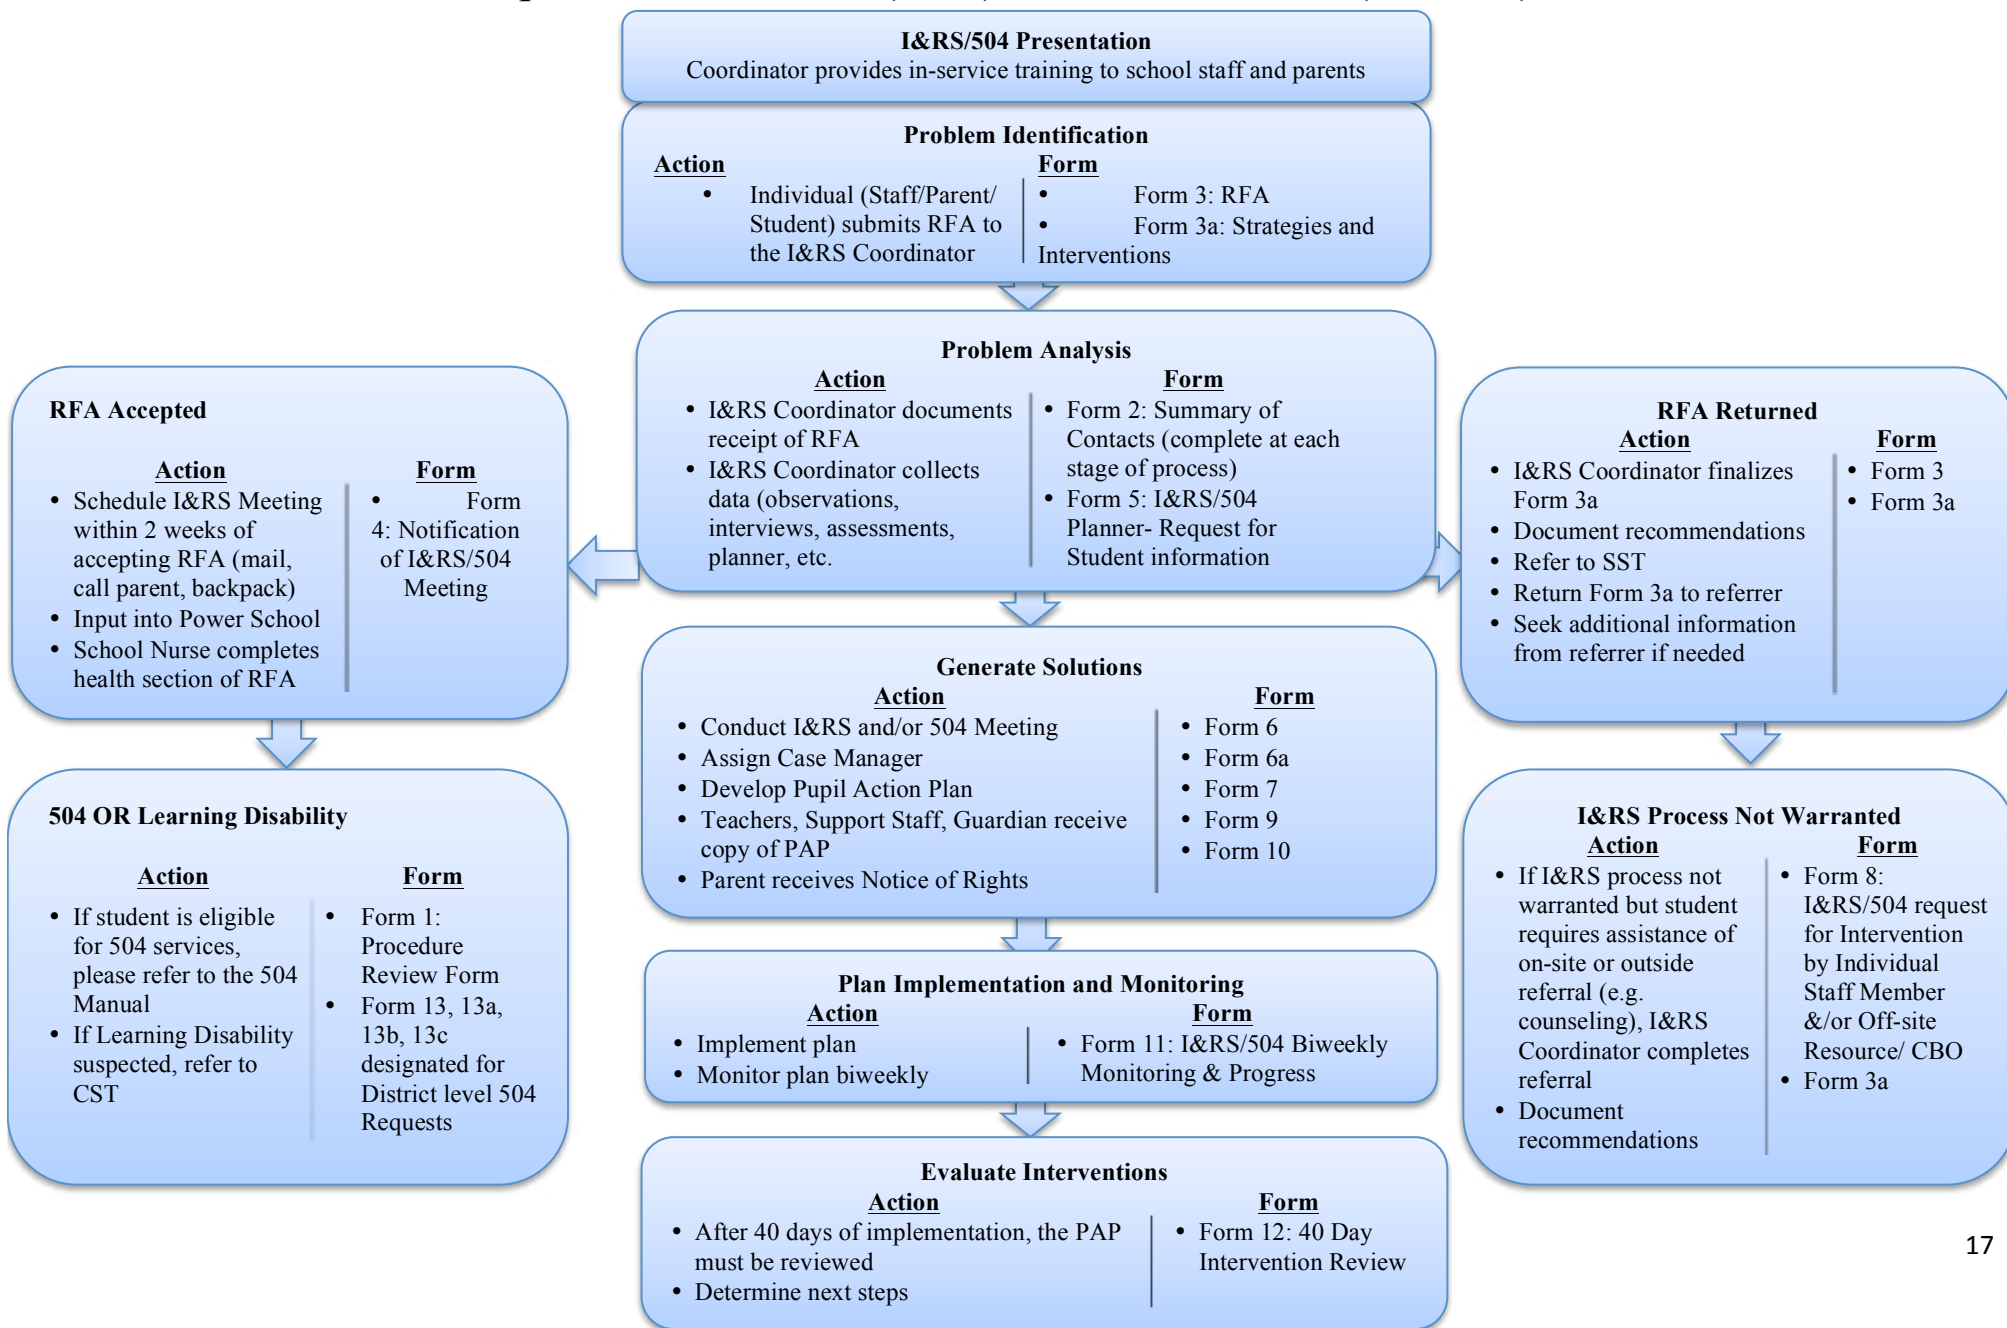 I&RS/504 Presentation
Coordinator provides in-service training to school staff and parents
Problem Identification
Action
• Individual (Staff/Parent/
Student) submits RFA to
the I&RS Coordinator
Form
• Form 3: RFA
• Form 3a: Strategies and
Interventions
Problem Analysis
Action
• I&RS Coordinator documents
receipt of RFA
• I&RS Coordinator collects
data (observations,
interviews, assessments,
planner, etc.
Form
• Form 2: Summary of
Contacts (complete at each
stage of process)
• Form 5: I&RS/504
Planner- Request for
Student information
RFA Accepted
Action
• Schedule I&RS Meeting
within 2 weeks of
accepting RFA (mail,
call parent, backpack)
• Input into Power School
• School Nurse completes
health section of RFA
Form
• Form
4: Notification
of I&RS/504
Meeting
RFA Returned
Action
• I&RS Coordinator finalizes
Form 3a
• Document recommendations
• Refer to SST
• Return Form 3a to referrer
• Seek additional information
from referrer if needed
Form
• Form 3
• Form 3a
Generate Solutions
Action
• Conduct I&RS and/or 504 Meeting
• Assign Case Manager
• Develop Pupil Action Plan
• Teachers, Support Staff, Guardian receive
copy of PAP
• Parent receives Notice of Rights
Form
• Form 6
• Form 6a
• Form 7
• Form 9
• Form 10
504 OR Learning Disability
Action
• If student is eligible
for 504 services,
please refer to the 504
Manual
• If Learning Disability
suspected, refer to
CST
Form
• Form 1:
Procedure
Review Form
• Form 13, 13a,
13b, 13c
designated for
District level 504
Requests
I&RS Process Not Warranted
Action
• If I&RS process not
warranted but student
requires assistance of
on-site or outside
referral (e.g.
counseling), I&RS
Coordinator completes
referral
• Document
recommendations
Form
• Form 8:
I&RS/504 request
for Intervention
by Individual
Staff Member
&/or Off-site
Resource/ CBO
• Form 3a
Plan Implementation and Monitoring
Action
• Implement plan
• Monitor plan biweekly
Form
• Form 11: I&RS/504 Biweekly
Monitoring & Progress
Evaluate Interventions
Action
• After 40 days of implementation, the PAP
must be reviewed
• Determine next steps
Form
• Form 12: 40 Day
Intervention Review
17